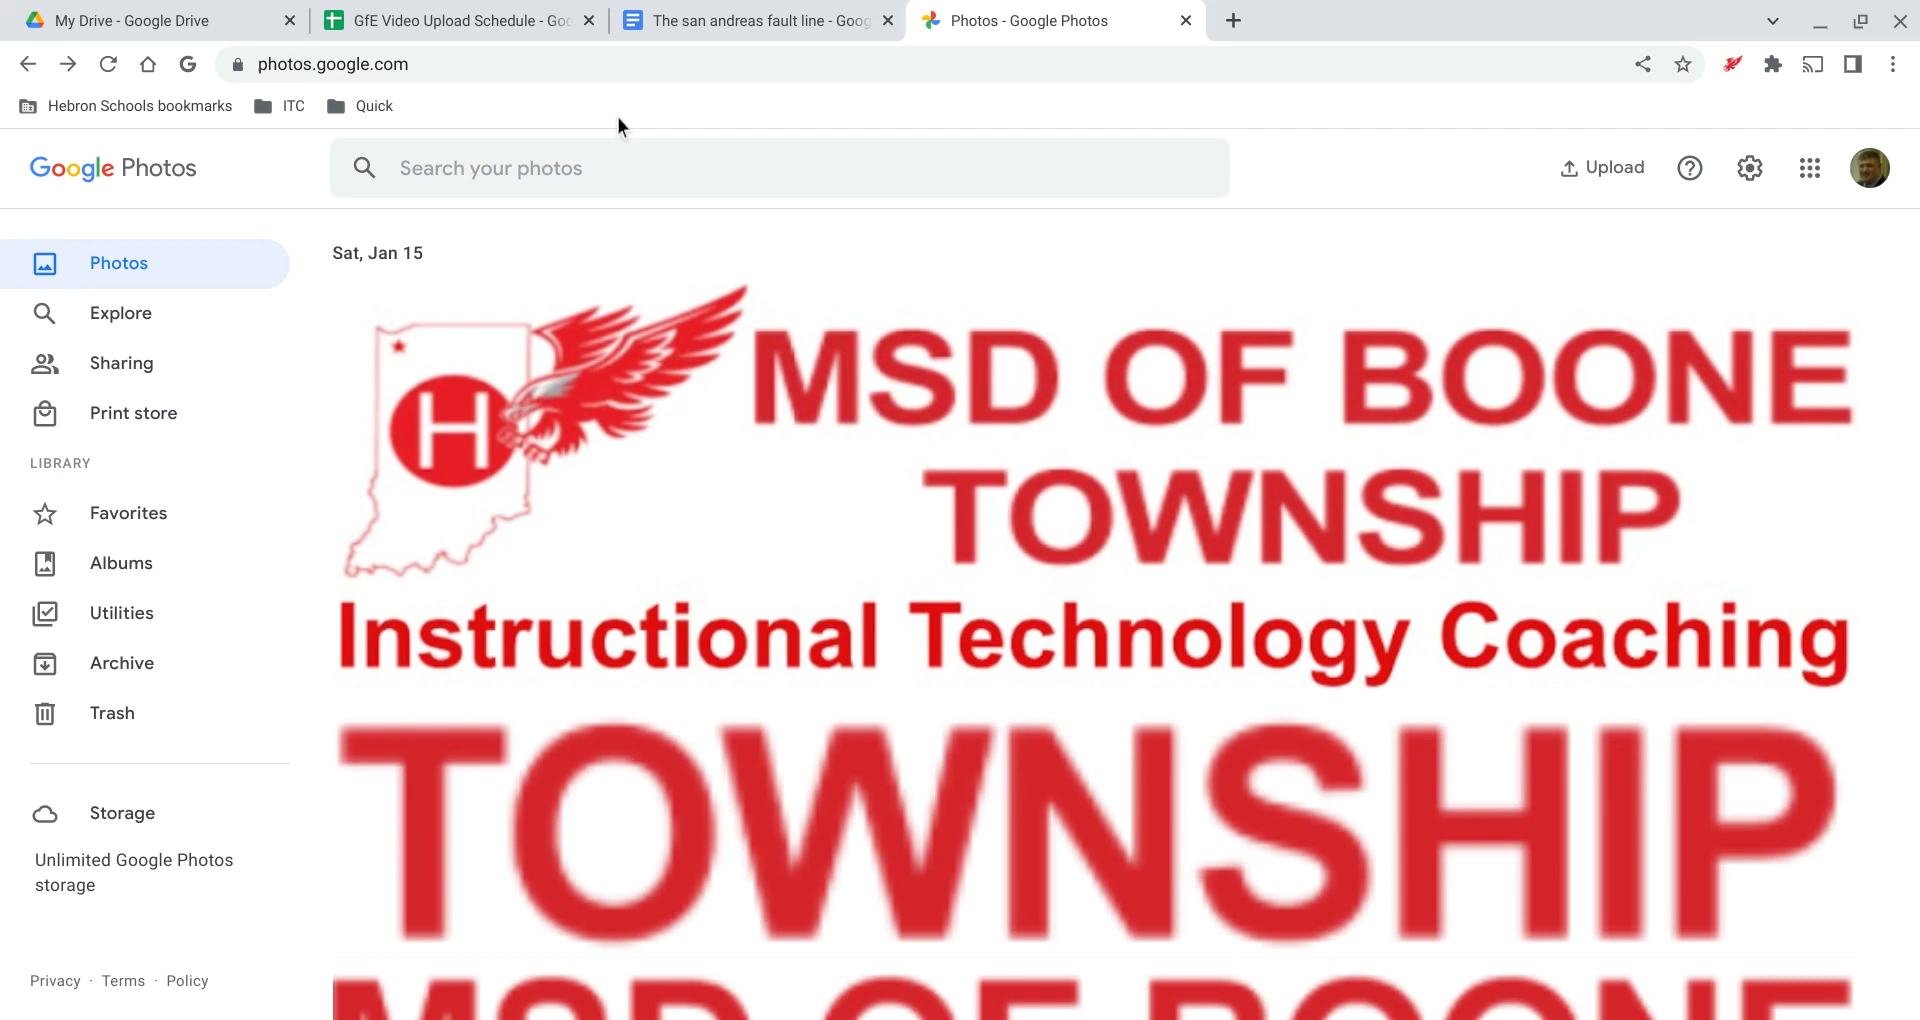 My Drive - Google Drive
GfE Video Upload Schedule - Goo
The san andreas fault line - Goog
Photos - Google Photos
photos.google.com
Hebron Schools bookmarks
ITC
Quick
Google Photos
Search your photos
Upload
Photos
Explore
Sharing
Print store
LIBRARY
Favorites
Albums
Utilities
Archive
Trash
Storage
Unlimited Google Photos
storage
Privacy · Terms · Policy
Sat, Jan 15
H
MSD OF BOONE
TOWNSHIP
Instructional Technology Coaching
TOWNSHIP
MSD OF BOONE